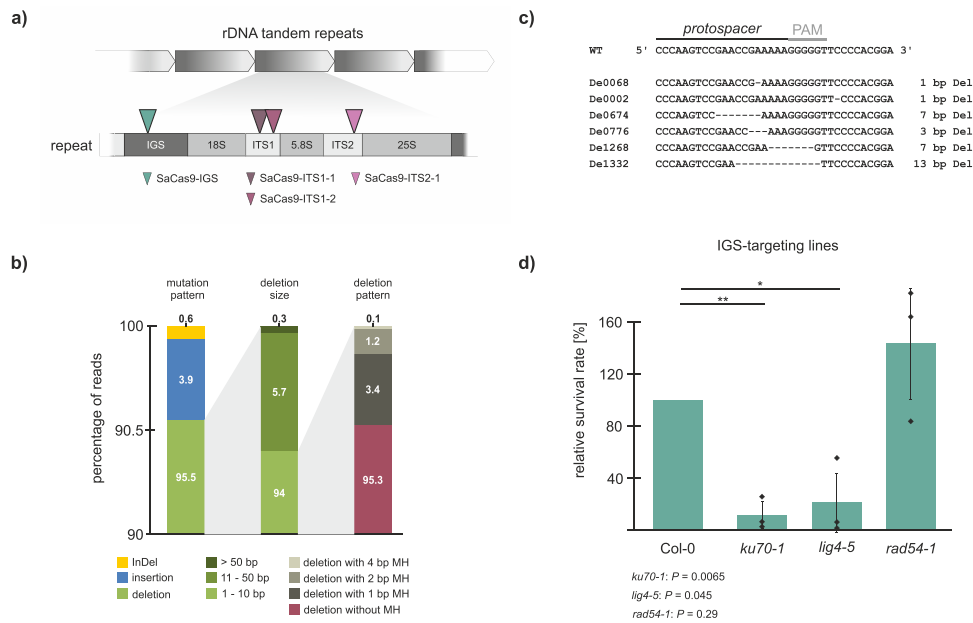 a)
rDNA tandem repeats
repeat
IGS
18S
ITS1
5.8S
ITS2
25S
SaCas9-IGS
SaCas9-ITS1-1
SaCas9-ITS2-1
SaCas9-ITS1-2
b)
mutation pattern
deletion size
deletion pattern
percentage of reads
100
90.5
90
0.6
3.9
95.5
0.3
5.7
94
0.1
1.2
3.4
95.3
InDel
insertion
deletion
> 50 bp
11 - 50 bp
1 - 10 bp
deletion with 4 bp MH
deletion with 2 bp MH
deletion with 1 bp MH
deletion without MH
c)
protospacer PAM
WT 5' CCCAAGTCCGAACCGAAAAAGGGGGTTCCCCACGGA 3'
De0068 CCCAAGTCCGAACCG-AAAAGGGGGTTCCCCACGGA 1 bp Del
De0002 CCCAAGTCCGAACCGAAAAAGGGGGTT-CCCACGGA 1 bp Del
De0674 CCCAAGTCC-------AAAAGGGGGTTCCCCACGGA 7 bp Del
De0776 CCCAAGTCCGAACC---AAAGGGGGTTCCCCACGGA 3 bp Del
De1268 CCCAAGTCCGAACCGAA-------GTTCCCCACGGA 7 bp Del
De1332 CCCAAGTCCGAA-------------TTCCCCACGGA 13 bp Del
d)
IGS-targeting lines
relative survival rate [%]
160
120
80
40
*
**
Col-0
ku70-1
lig4-5
rad54-1
ku70-1: P = 0.0065
lig4-5: P = 0.045
rad54-1: P = 0.29